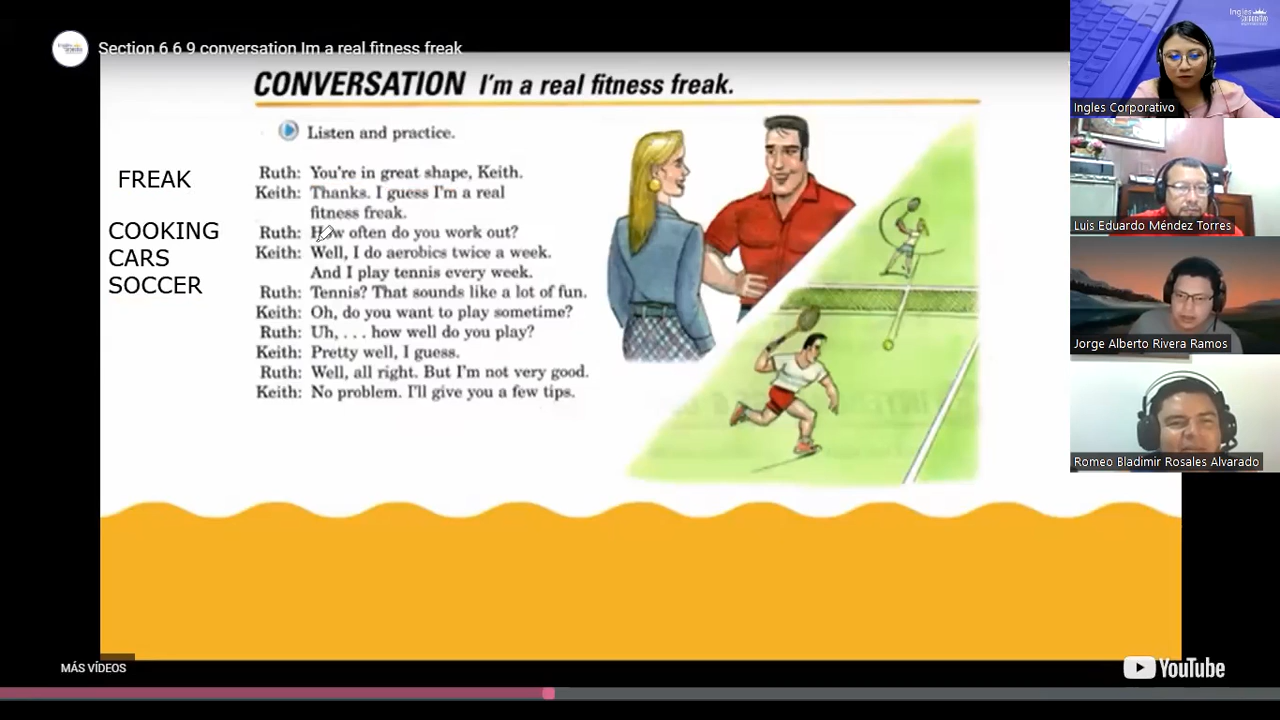 Section 6 6 9 conversation Im a real fitness freak
CONVERSATION I'm a real fitness freak.
Listen and practice.
FREAK
COOKING
CARS
SOCCER
Ruth: You're in great shape, Keith.
Keith: Thanks. I guess I'm a real
fitness freak.
Ruth: How often do you work out?
Keith: Well, I do aerobics twice a week.
And I play tennis every week.
Ruth: Tennis? That sounds like a lot of fun.
Keith: Oh, do you want to play sometime?
Ruth: Uh, . . . how well do you play?
Keith: Pretty well, I guess.
Ruth: Well, all right. But I'm not very good.
Keith: No problem. I'll give you a few tips.
Ingles Corporativo
Luis Eduardo Méndez Torres
Jorge Alberto Rivera Ramos
Romeo Bladimir Rosales Alvarado
MÁS VÍDEOS
YouTube